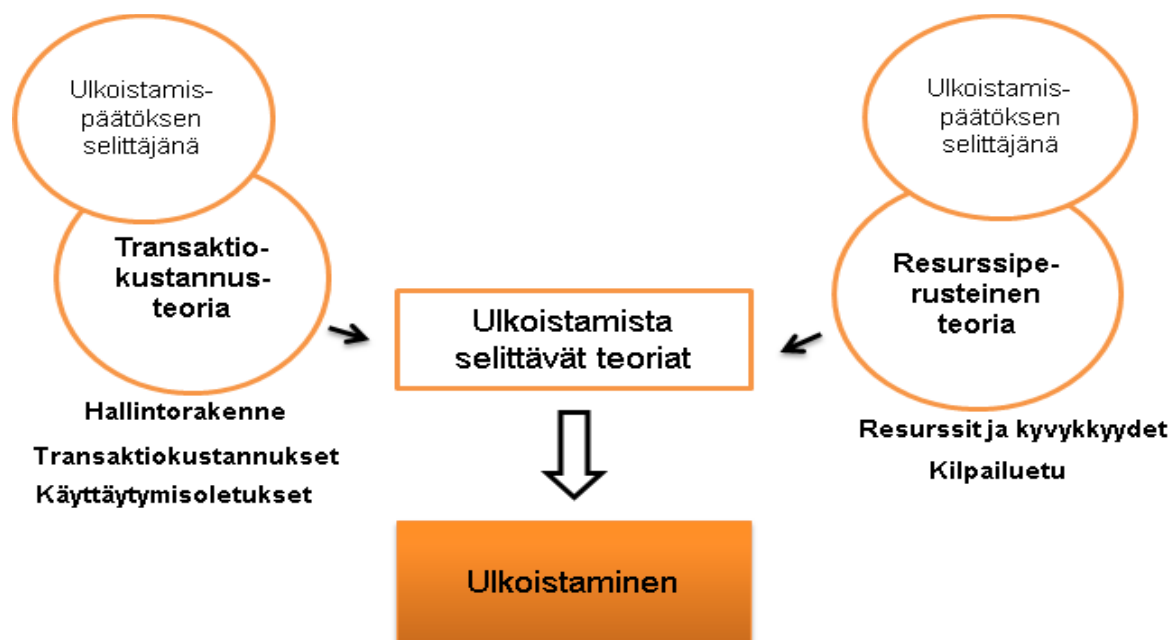 Ulkoistamis-
päätöksen
selittäjänä
Transaktio-
kustannus-
teoria
Hallintorakenne
Transaktiokustannukset
Käyttäytymisoletukset
Ulkoistamista
selittävät teoriat
Ulkoistaminen
Ulkoistamis-
päätöksen
selittäjänä
Resurssipe-
rusteinen
teoria
Resurssit ja kyvykkyydet
Kilpailuetu